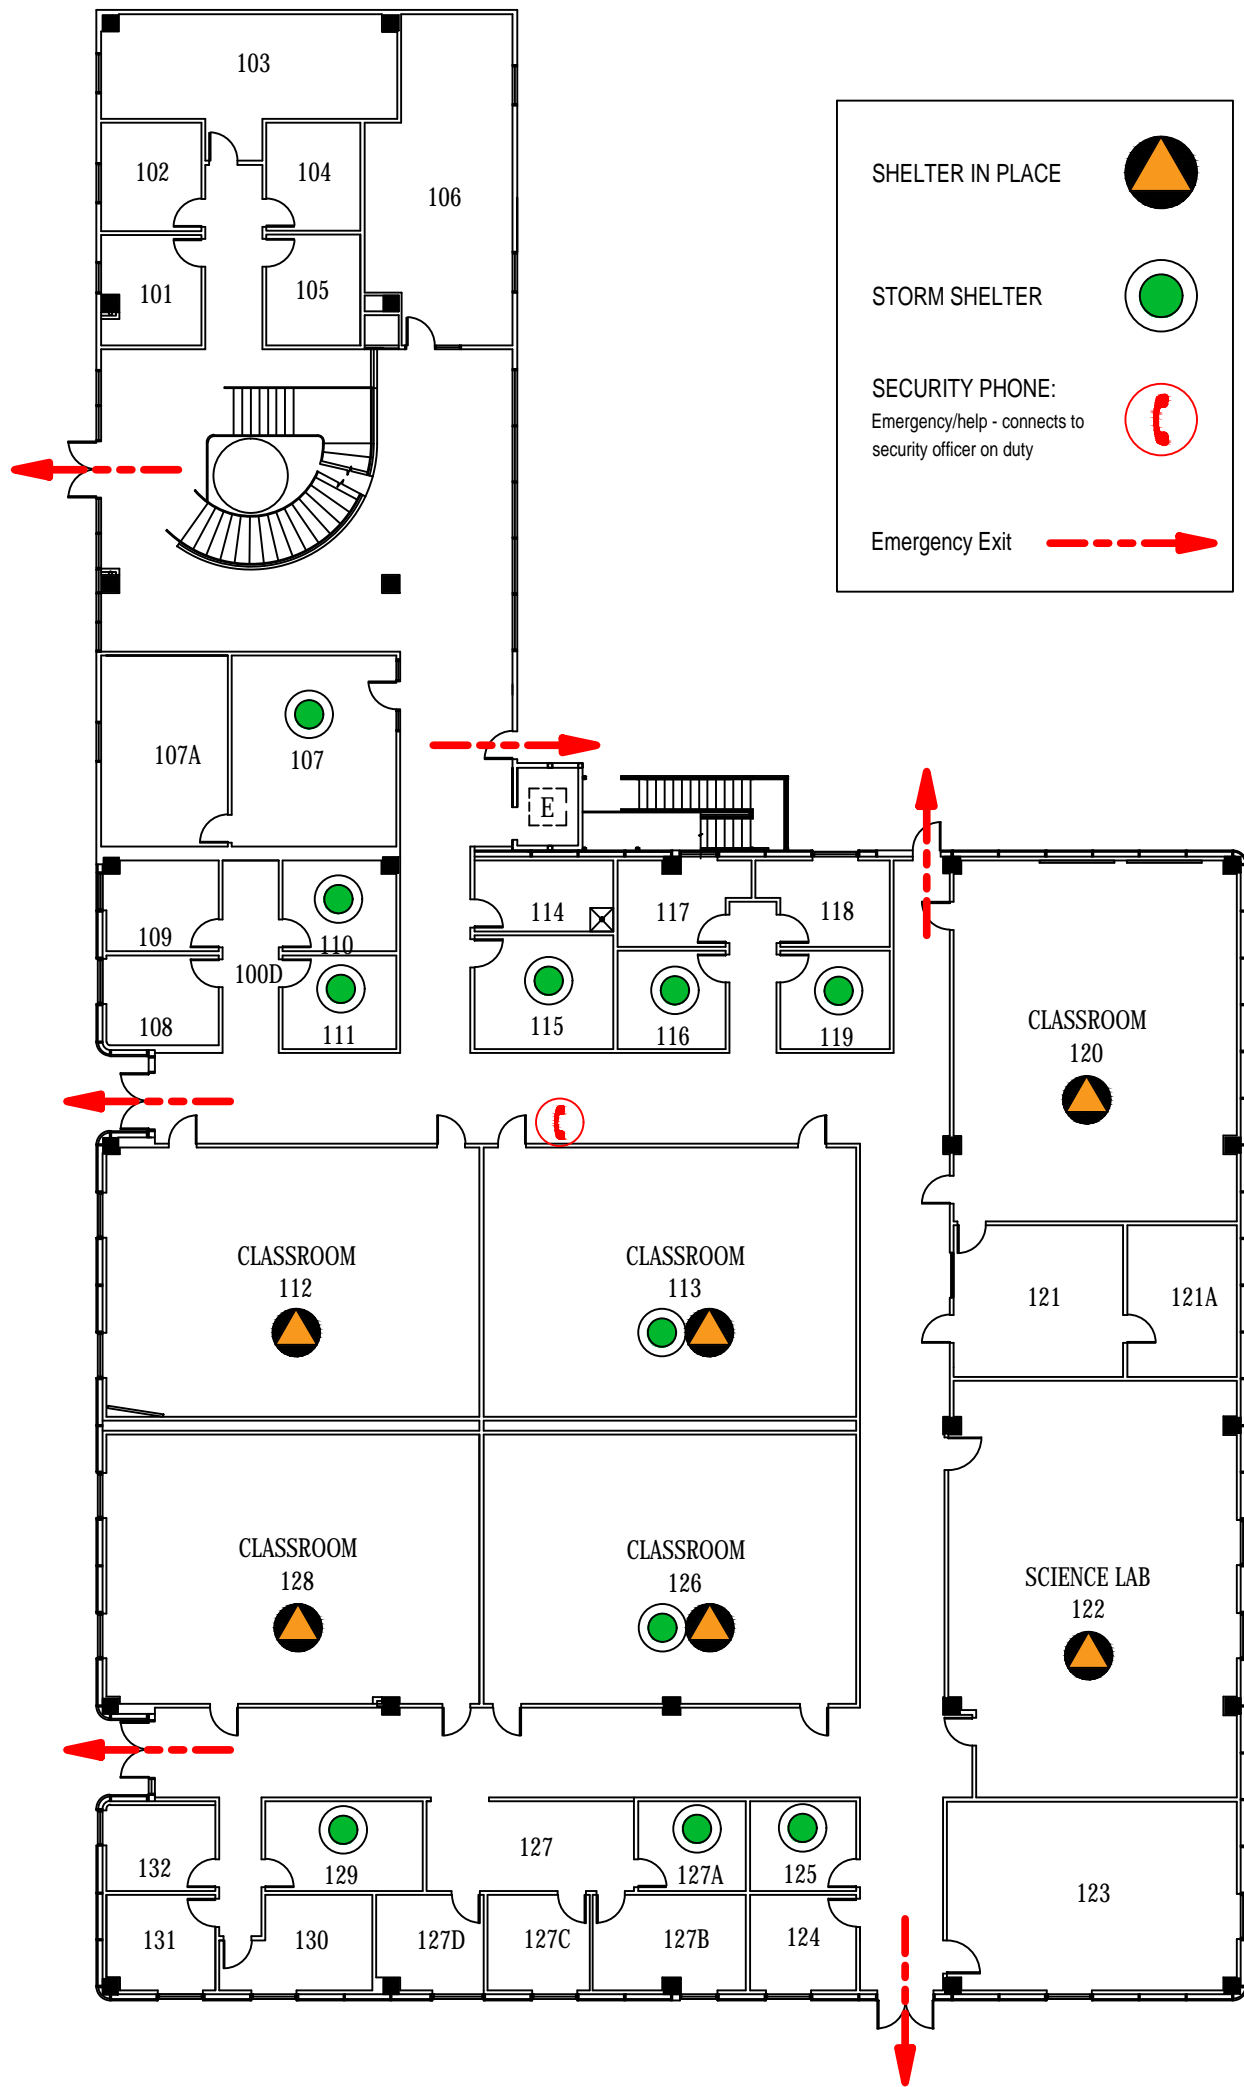 103
102
104
106
101
105
SHELTER IN PLACE
STORM SHELTER
SECURITY PHONE:
Emergency/help - connects to
security officer on duty
Emergency Exit
107A
107
E
109
110
100D
108
111
114
117
118
115
116
119
CLASSROOM
120
CLASSROOM
112
CLASSROOM
113
121
121A
CLASSROOM
128
CLASSROOM
126
SCIENCE LAB
122
132
129
127
127A
125
123
131
130
127D
127C
127B
124